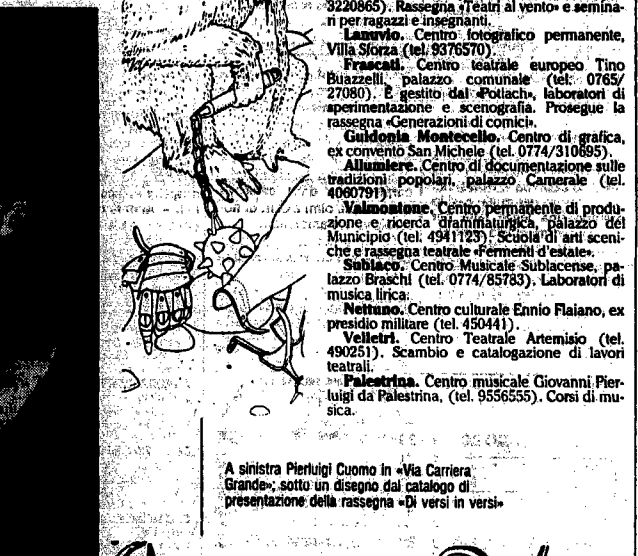 3220865). Rassegna «Teatri al vento» e semina-
ri per ragazzi e insegnanti.
Lanuvio. Centro fotografico permanente,
Villa Sforza (tel. 9376570).
Frascati. Centro teatrale europeo Tino
Buazzelli, palazzo comunale (tel. 0765/
27080). È gestito dal «Potlach», laboratori di
sperimentazione e scenografia. Prosegue la
rassegna «Generazioni di comici».
Guidonia Montecelio. Centro di grafica,
ex convento San Michele (tel. 0774/310695).
Allumiere. Centro di documentazione sulle
tradizioni popolari, palazzo Camerale (tel.
4060791).
Valmontone. Centro permanente di produ-
zione e ricerca drammaturgica, palazzo del
Municipio (tel. 4941123). Scuola di arti sceni-
che e rassegna teatrale «Fermenti d'estate».
Subiaco. Centro Musicale Sublacense, pa-
lazzo Braschi (tel. 0774/85783). Laboratori di
musica lirica.
Nettuno. Centro culturale Ennio Flaiano, ex
presidio militare (tel. 450441).
Velletri. Centro Teatrale Artemisio (tel.
490251). Scambio e catalogazione di lavori
teatrali.
Palestrina. Centro musicale Giovanni Pier-
luigi da Palestrina, (tel. 9556555). Corsi di mu-
sica.
A sinistra Pierluigi Cuomo in «Via Carriera
Grande»; sotto un disegno dal catalogo di
presentazione della rassegna «Di versi in versi»